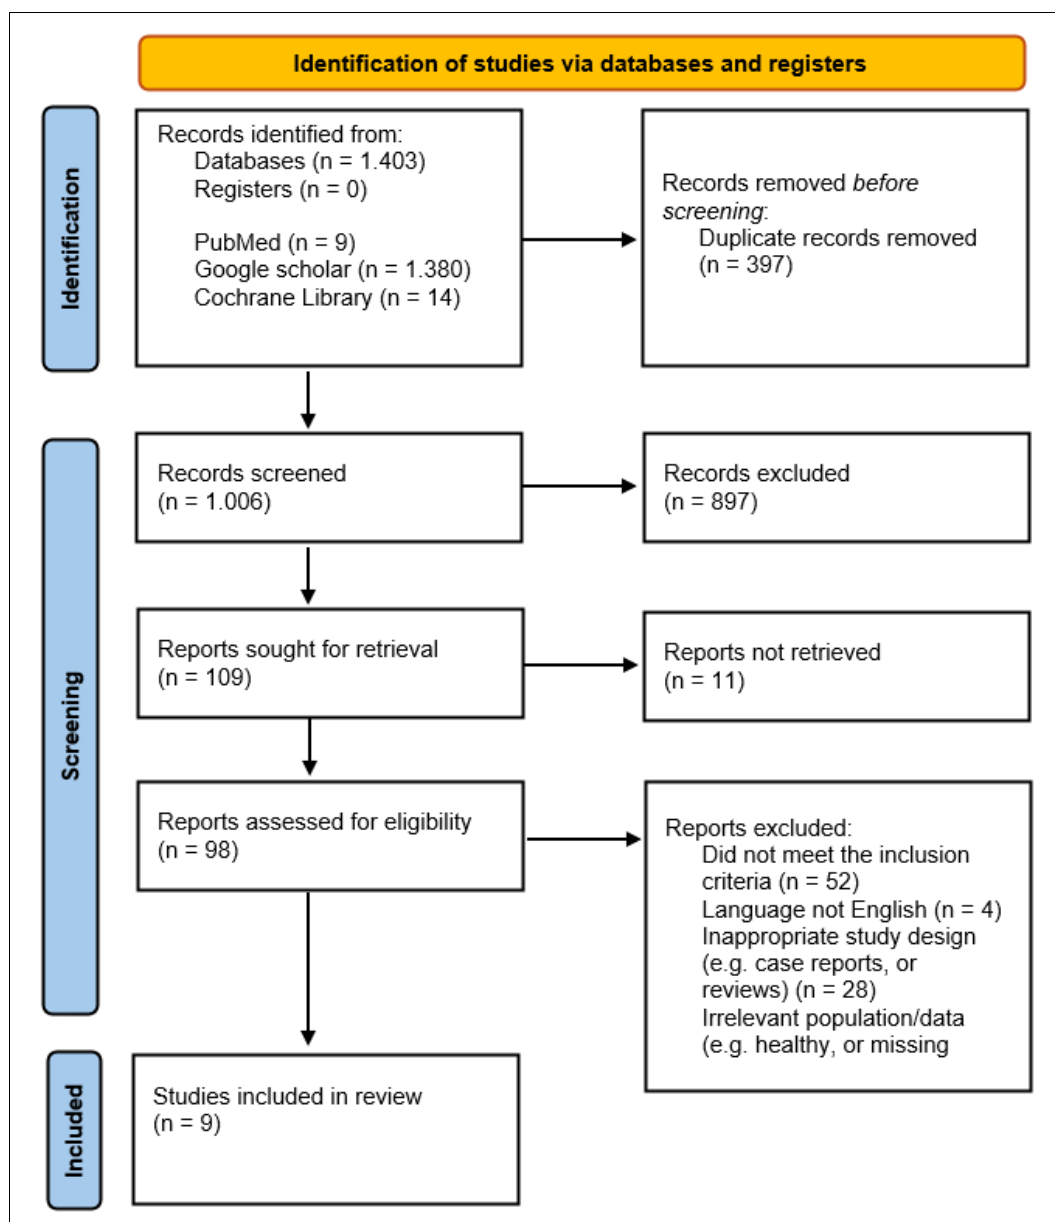 Identification of studies via databases and registers
Identification
Records identified from:
Databases (n = 1.403)
Registers (n = 0)
PubMed (n = 9)
Google scholar (n = 1.380)
Cochrane Library (n = 14)
Records removed before
screening:
Duplicate records removed
(n = 397)
Screening
Records screened
(n = 1.006)
Records excluded
(n = 897)
Reports sought for retrieval
(n = 109)
Reports not retrieved
(n = 11)
Reports assessed for eligibility
(n = 98)
Reports excluded:
Did not meet the inclusion
criteria (n = 52)
Language not English (n = 4)
Inappropriate study design
(e.g. case reports, or
reviews) (n = 28)
Irrelevant population/data
(e.g. healthy, or missing
Included
Studies included in review
(n = 9)